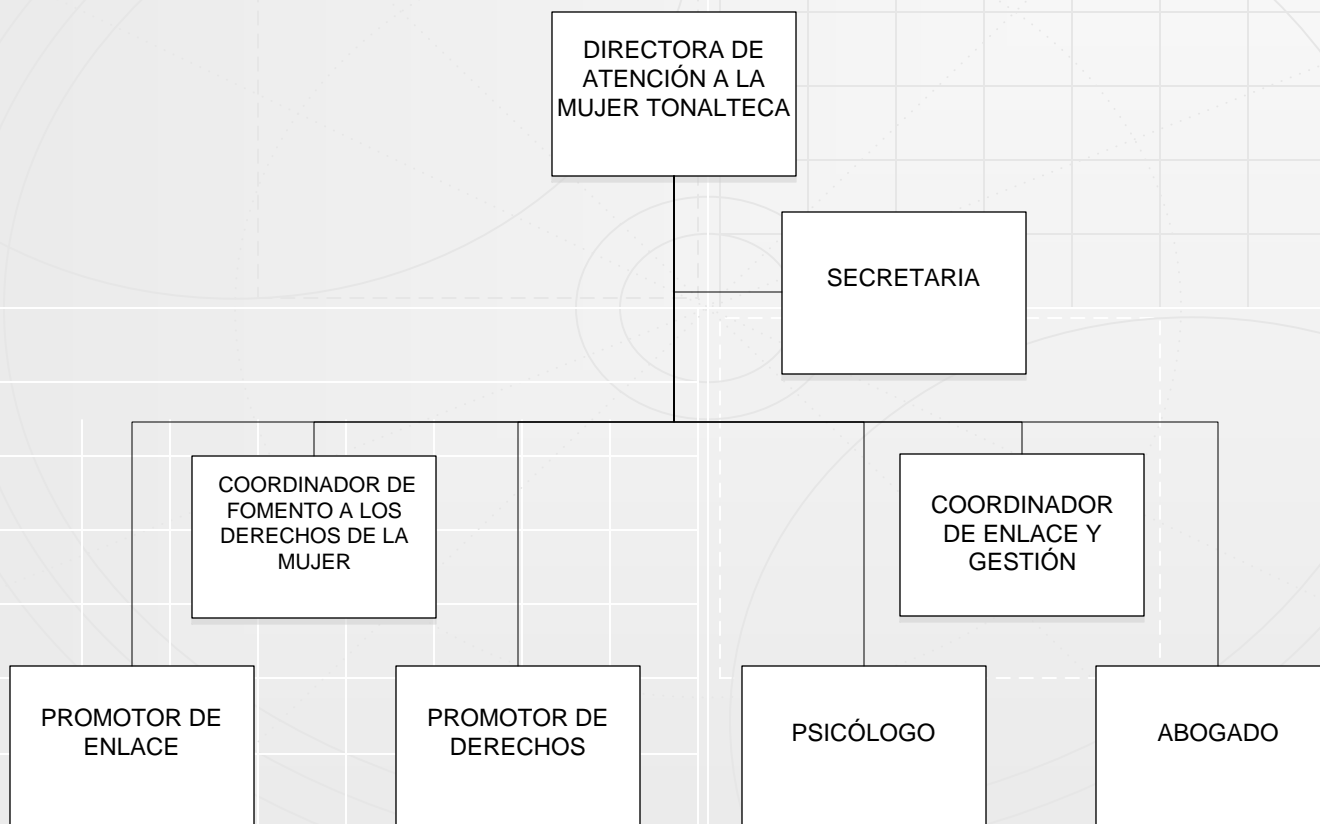 DIRECTORA DE
ATENCIÓN A LA
MUJER TONALTECA
SECRETARIA
COORDINADOR DE
FOMENTO A LOS
DERECHOS DE LA
MUJER
COORDINADOR
DE ENLACE Y
GESTIÓN
PROMOTOR DE
ENLACE
PROMOTOR DE
DERECHOS
PSICÓLOGO
ABOGADO